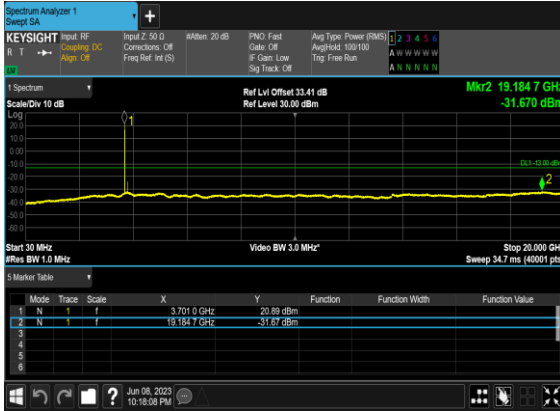 Spectrum Analyzer 1
Swept SA
+
KEYSIGHT
R T
Input: RF
Coupling: DC
Align: Off
Input Z: 50 Ω
Corrections: Off
Freq Ref: Int (S)
#Atten: 20 dB
PNO: Fast
Gate: Off
IF Gain: Low
Sig Track: Off
Avg Type: Power (RMS)
Avg|Hold: 100/100
Trig: Free Run
1 2 3 4 5 6
A W W W W W
A N N N N N
1 Spectrum
Scale/Div 10 dB
Ref Lvl Offset 33.41 dB
Ref Level 30.00 dBm
Mkr2 19.184 7 GHz
-31.670 dBm
Log
20.0
10.0
0.00
-10.0
-20.0
-30.0
-40.0
-50.0
-60.0
1
DL1 -13.00 dBm
2
Start 30 MHz
#Res BW 1.0 MHz
Video BW 3.0 MHz*
Stop 20.000 GHz
Sweep 34.7 ms (40001 pts)
5 Marker Table
Mode Trace Scale X Y Function Function Width Function Value
1 N 1 f 3.701 0 GHz 20.89 dBm
2 N 1 f 19.184 7 GHz -31.67 dBm
3
4
5
6
?
Jun 08, 2023
10:18:08 PM